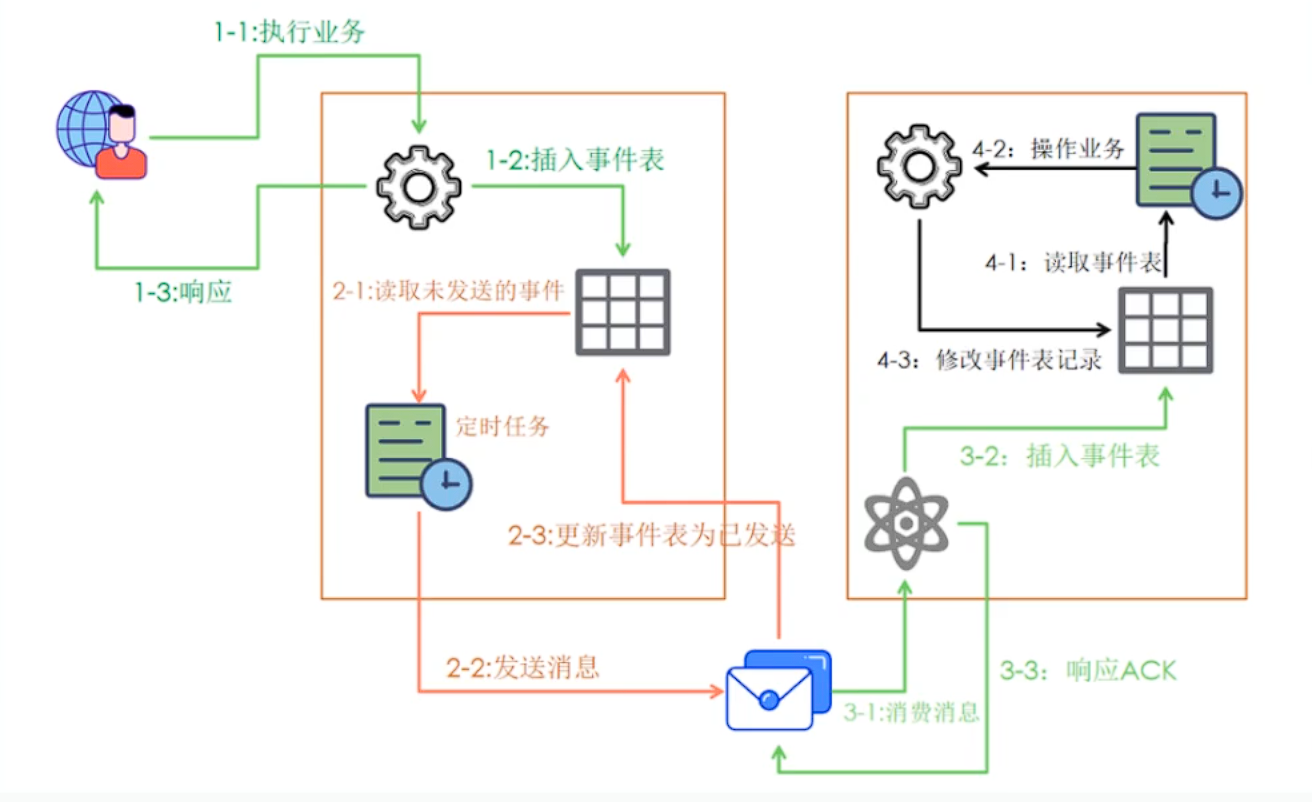 1-1:执行业务
1-2:插入事件表
1-3:响应
2-1:读取未发送的事件
定时任务
2-3:更新事件表为已发送
2-2:发送消息
4-2：操作业务
4-1：读取事件表
4-3：修改事件表记录
3-2：插入事件表
3-3：响应ACK
3-1:消费消息